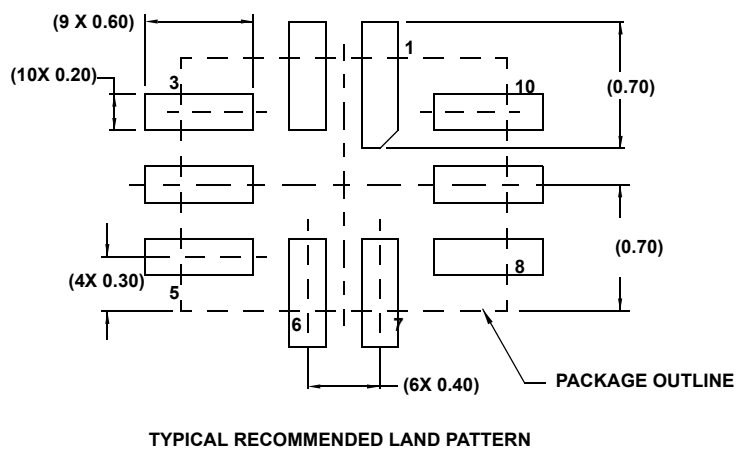 (9 X 0.60)
1
3
10
(10X 0.20)
(0.70)
(0.70)
(4X 0.30)
5
8
6
7
(6X 0.40)
PACKAGE OUTLINE
TYPICAL RECOMMENDED LAND PATTERN